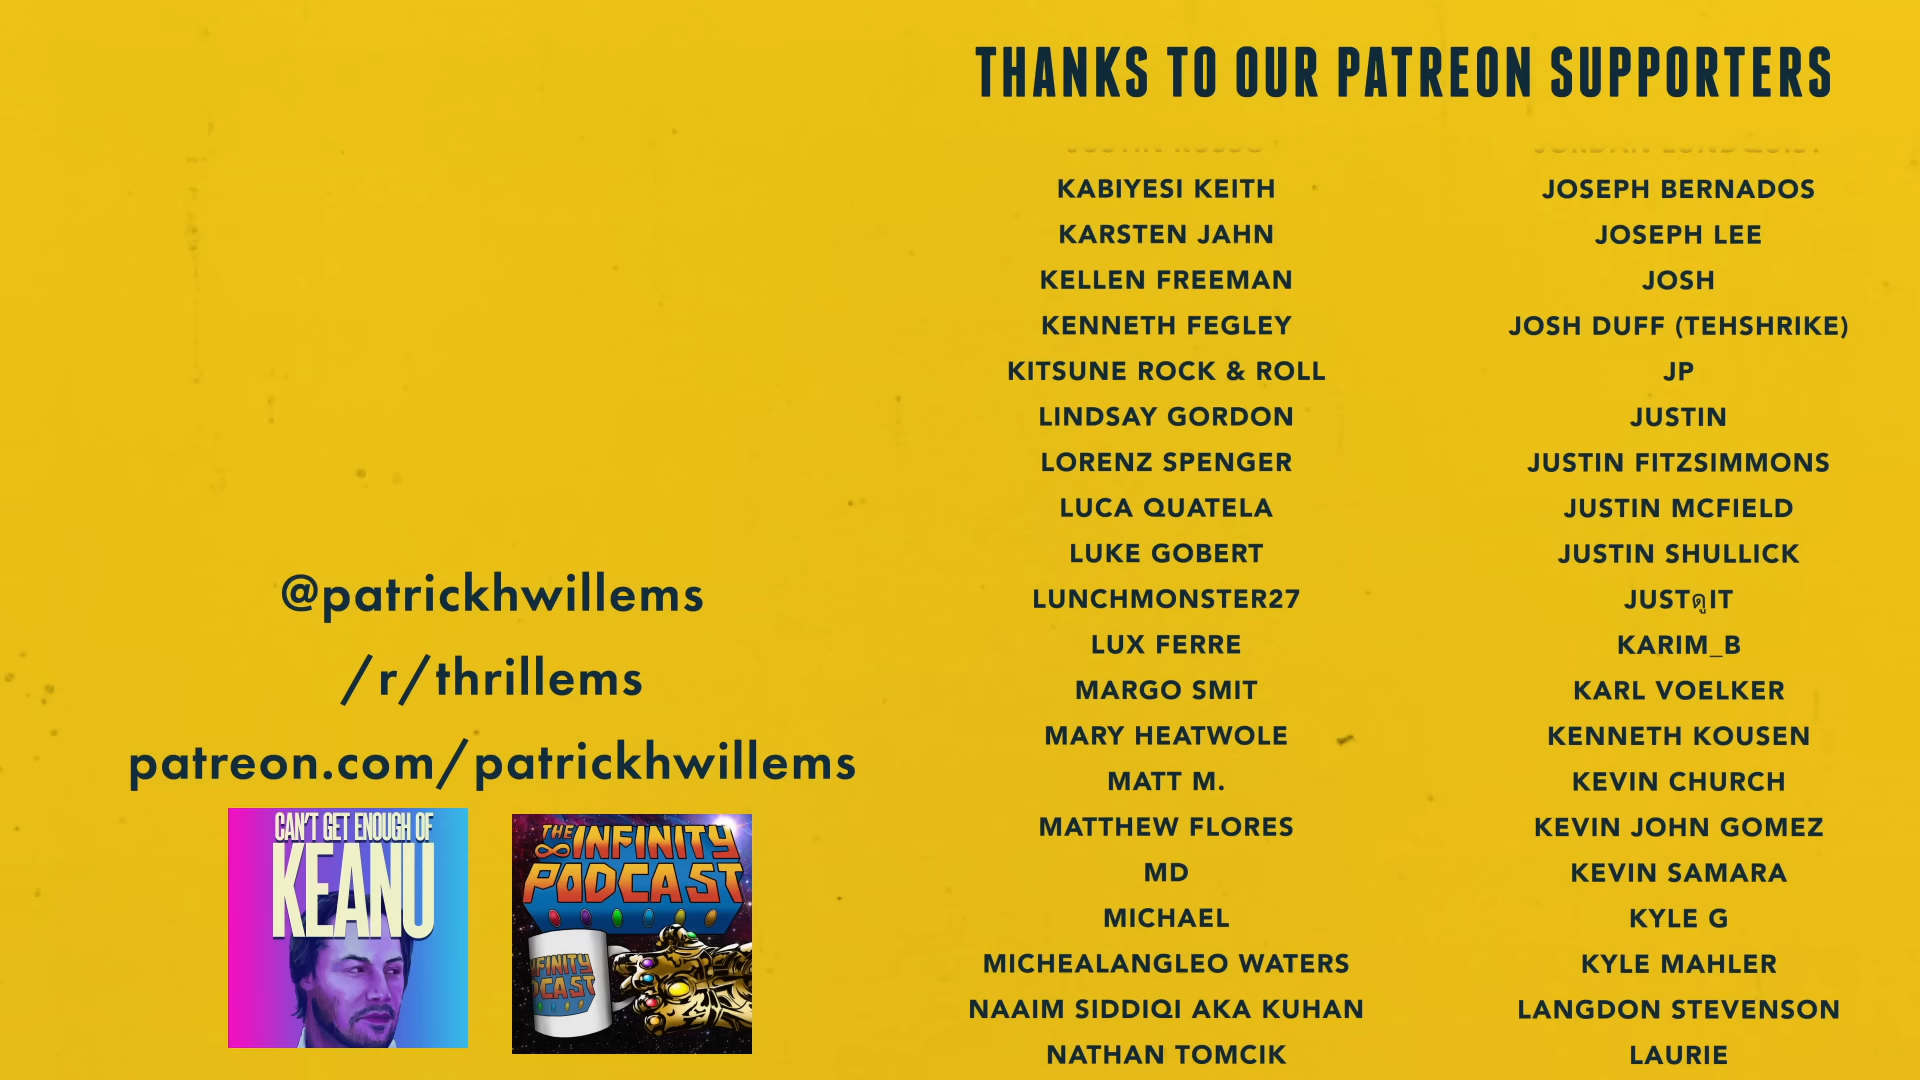 THANKS TO OUR PATREON SUPPORTERS
KABIYESI KEITH
KARSTEN JAHN
KELLEN FREEMAN
KENNETH FEGLEY
KITSUNE ROCK & ROLL
LINDSAY GORDON
LORENZ SPENGER
LUCA QUATELA
LUKE GOBERT
LUNCHMONSTER27
LUX FERRE
MARGO SMIT
MARY HEATWOLE
MATT M.
MATTHEW FLORES
MD
MICHAEL
MICHEALANGLEO WATERS
NAAIM SIDDIQI AKA KUHAN
NATHAN TOMCIK
JOSEPH BERNADOS
JOSEPH LEE
JOSH
JOSH DUFF (TEHSHRIKE)
JP
JUSTIN
JUSTIN FITZSIMMONS
JUSTIN MCFIELD
JUSTIN SHULLICK
JUSTดูIT
KARIM_B
KARL VOELKER
KENNETH KOUSEN
KEVIN CHURCH
KEVIN JOHN GOMEZ
KEVIN SAMARA
KYLE G
KYLE MAHLER
LANGDON STEVENSON
LAURIE
@patrickhwillems
/r/thrillems
patreon.com/patrickhwillems
CAN'T GET ENOUGH OF
KEANU
THE INFINITY
PODCAST